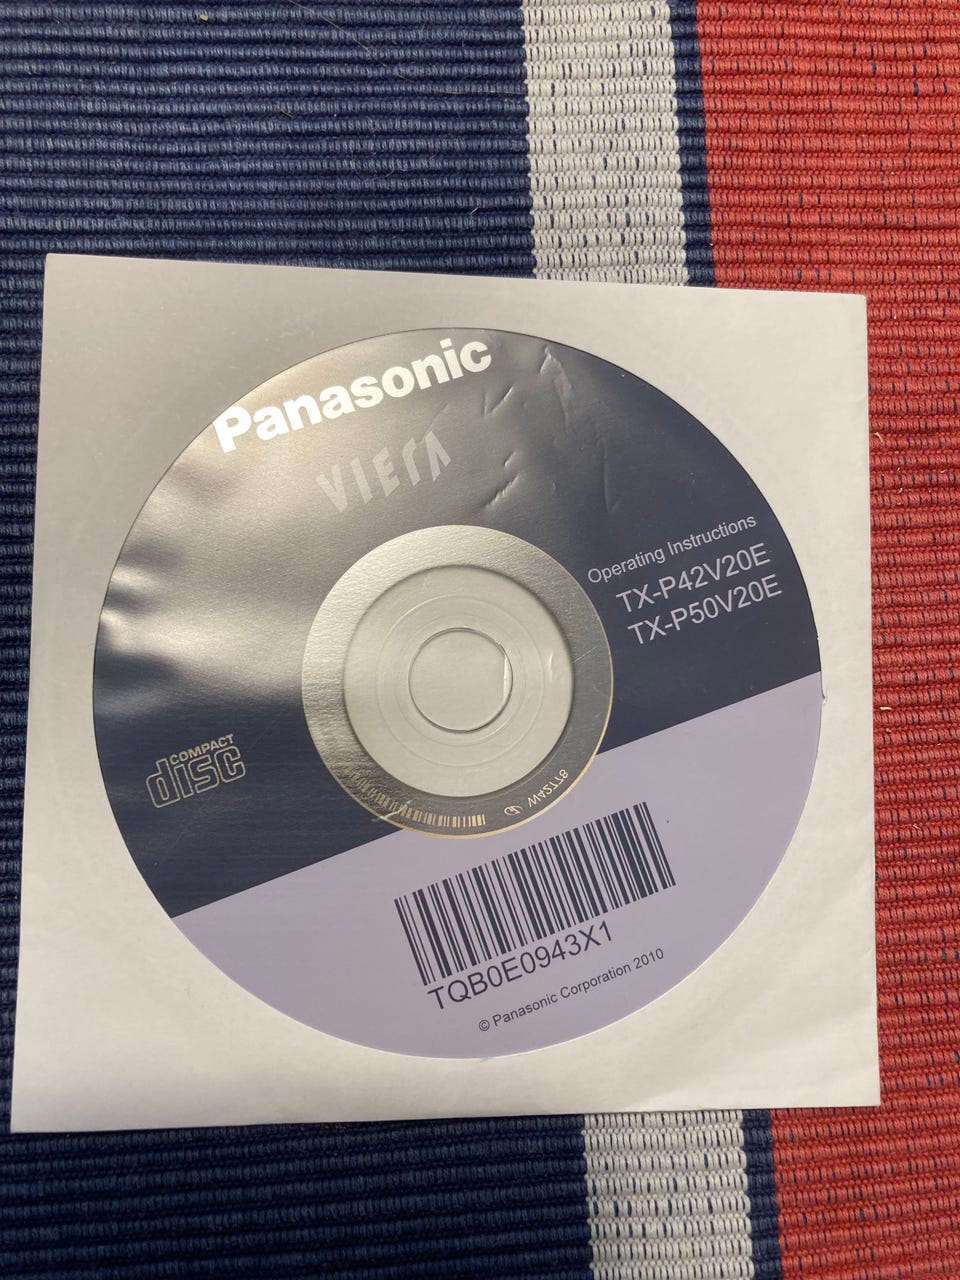 Panasonic
VIERA
Operating Instructions
TX-P42V20E
TX-P50V20E
COMPACT
disc
TQB0E0943X1
© Panasonic Corporation 2010